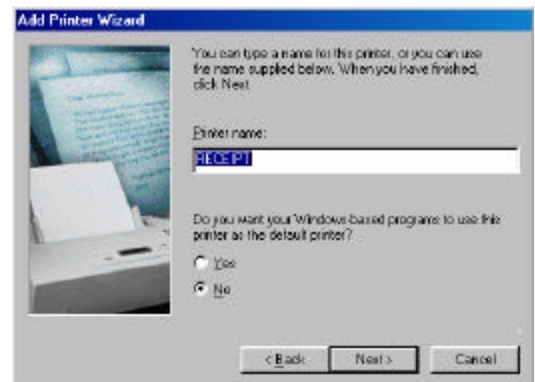 Add Printer Wizard
You can type a name for this printer, or you can use
the name supplied below. When you have finished,
click Next
Printer name:
RECEIPT
Do you want your Windows-based programs to use this
printer as the default printer?
Yes
No
< Back
Next >
Cancel